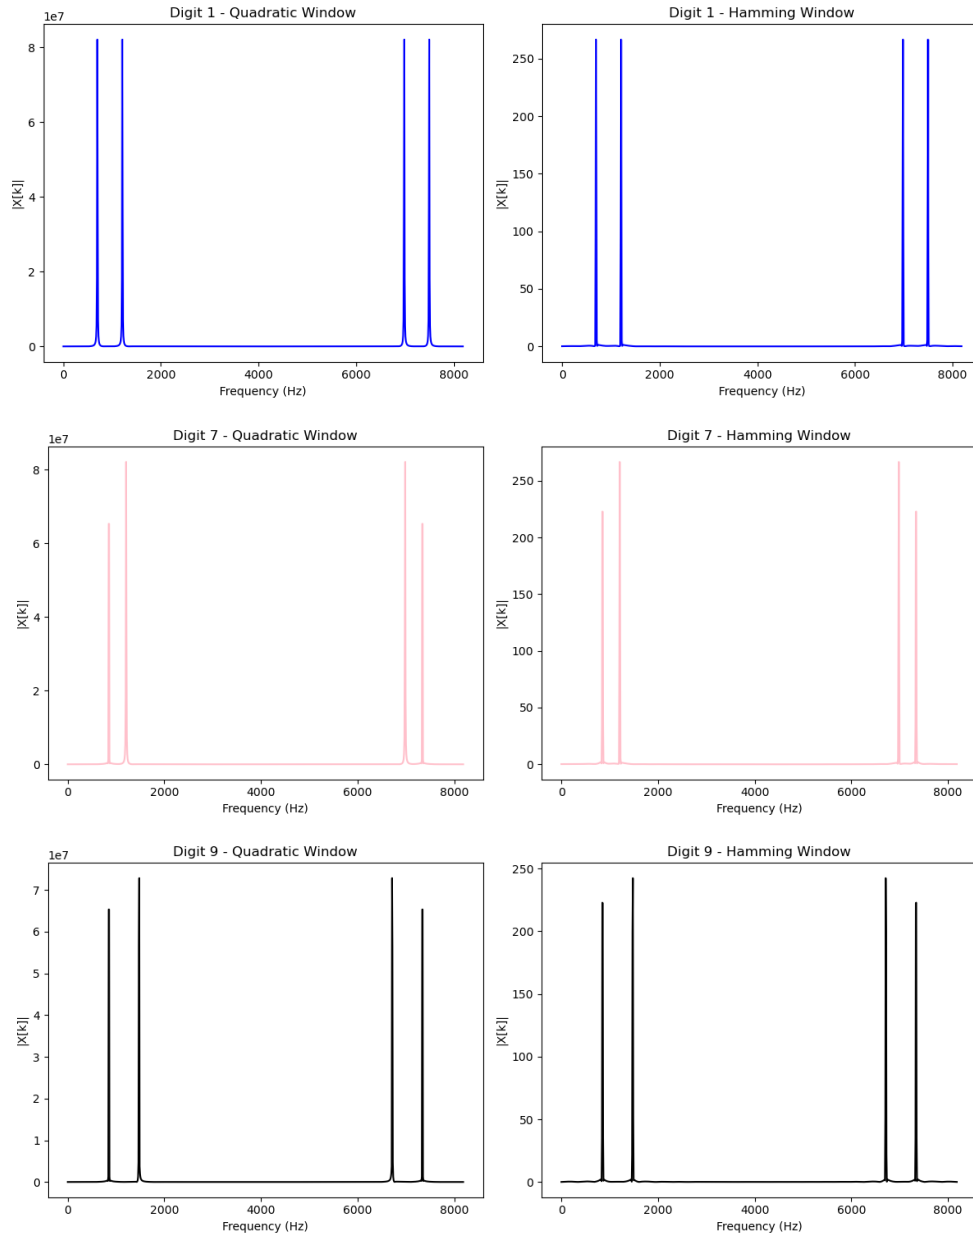 Digit 1 - Quadratic Window
1e7
8
6
4
2
0
|X[k]|
0 2000 4000 6000 8000
Frequency (Hz)
Digit 1 - Hamming Window
250
200
150
100
50
0
|X[k]|
0 2000 4000 6000 8000
Frequency (Hz)
Digit 7 - Quadratic Window
1e7
8
6
4
2
0
|X[k]|
0 2000 4000 6000 8000
Frequency (Hz)
Digit 7 - Hamming Window
250
200
150
100
50
0
|X[k]|
0 2000 4000 6000 8000
Frequency (Hz)
Digit 9 - Quadratic Window
1e7
7
6
5
4
3
2
1
0
|X[k]|
0 2000 4000 6000 8000
Frequency (Hz)
Digit 9 - Hamming Window
250
200
150
100
50
0
|X[k]|
0 2000 4000 6000 8000
Frequency (Hz)